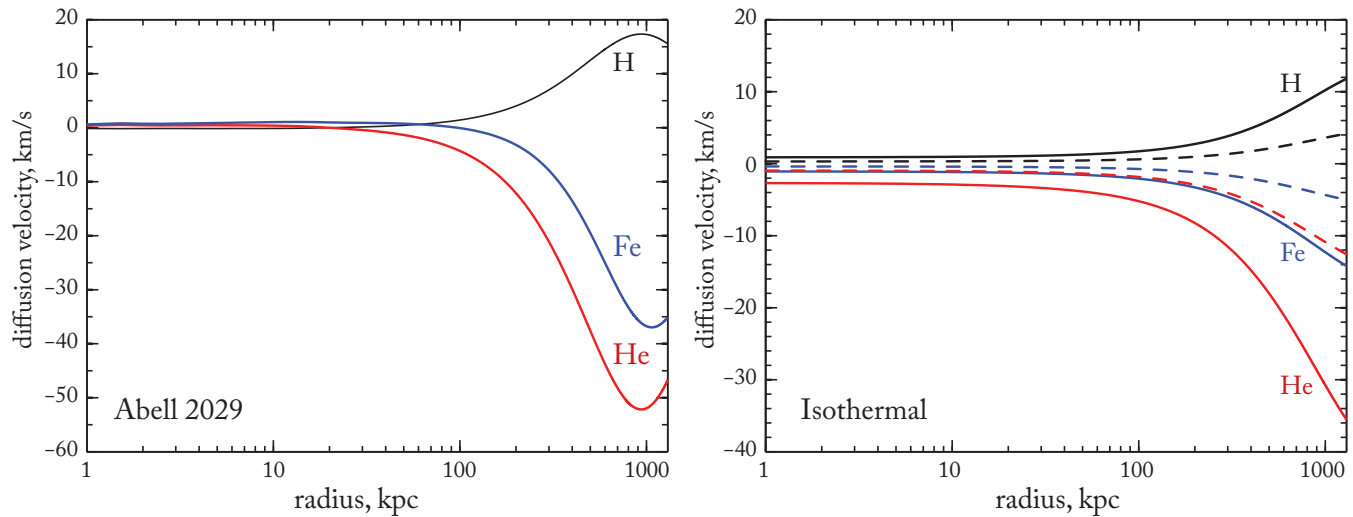 20
10
0
−10
−20
−30
−40
−50
−60
diffusion velocity, km/s
H
Fe
He
Abell 2029
1
10
100
1000
radius, kpc
20
10
0
−10
−20
−30
−40
diffusion velocity, km/s
H
Fe
He
Isothermal
1
10
100
1000
radius, kpc